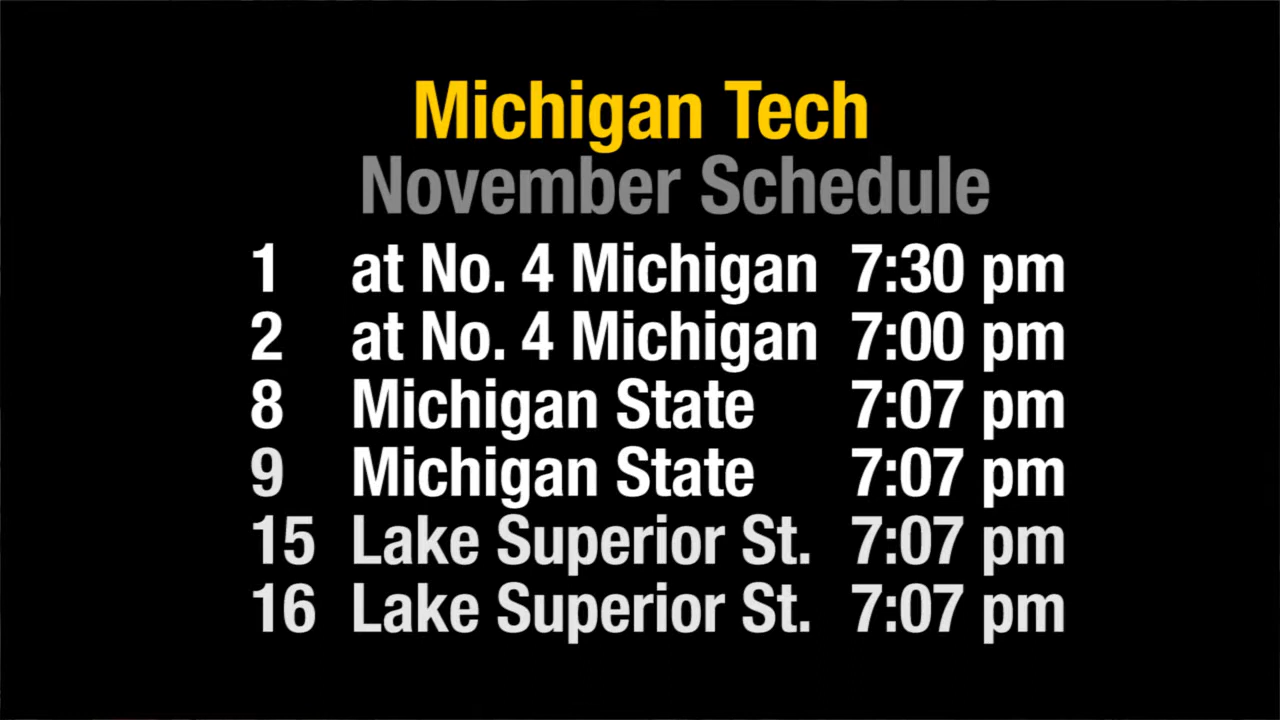 Michigan Tech
November Schedule
1 at No. 4 Michigan 7:30 pm
2 at No. 4 Michigan 7:00 pm
8 Michigan State 7:07 pm
9 Michigan State 7:07 pm
15 Lake Superior St. 7:07 pm
16 Lake Superior St. 7:07 pm